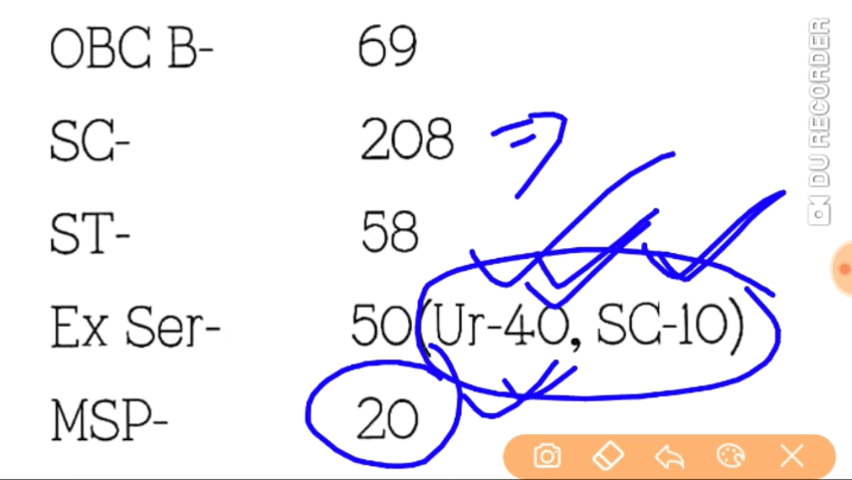 OBC B- 69
SC- 208
ST- 58
Ex Ser- 50(Ur-40, SC-10)
MSP- 20
DU RECORDER